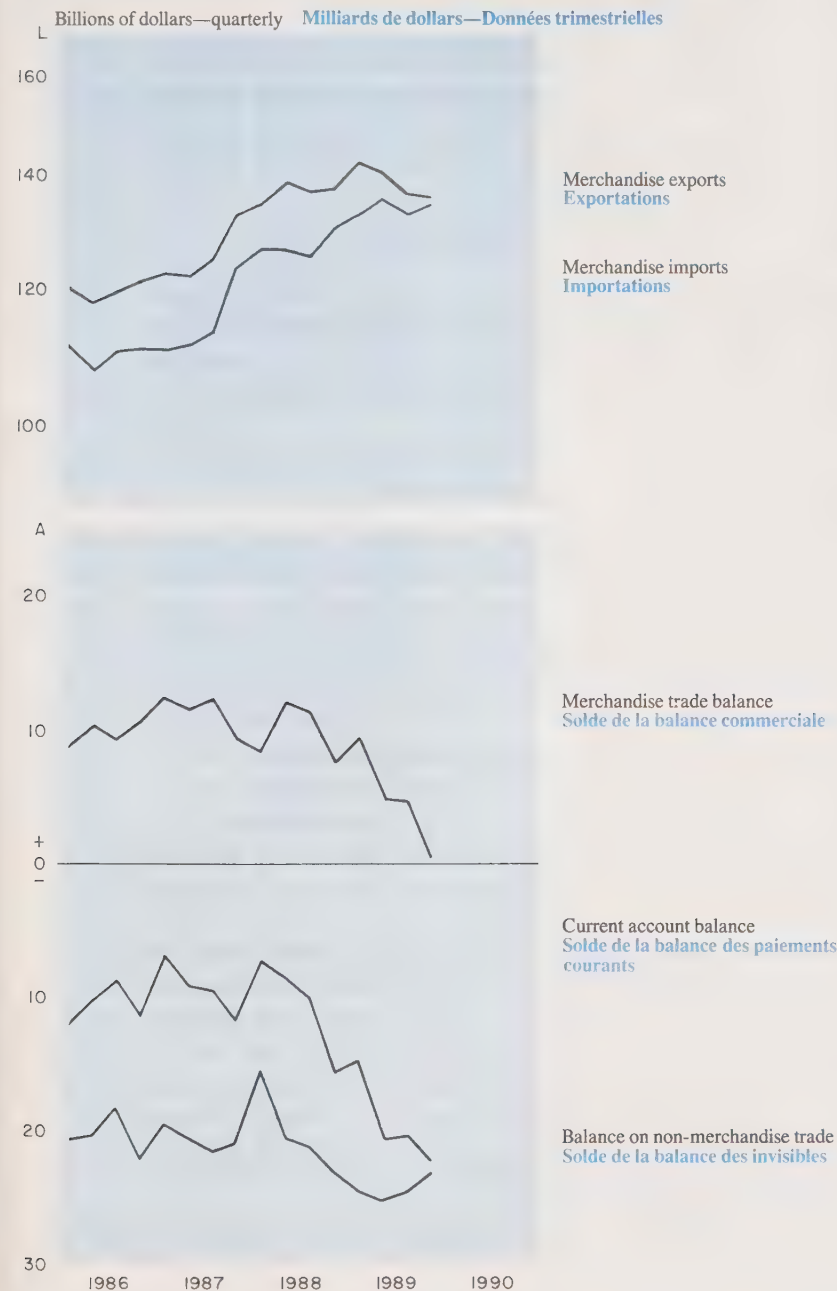 Billions of dollars—quarterly Milliards de dollars—Données trimestrielles
L
160
140
120
100
Merchandise exports
Exportations
Merchandise imports
Importations
A
20
10
+
0
–
10
20
30
Merchandise trade balance
Solde de la balance commerciale
Current account balance
Solde de la balance des paiements
courants
Balance on non-merchandise trade
Solde de la balance des invisibles
1986 1987 1988 1989 1990